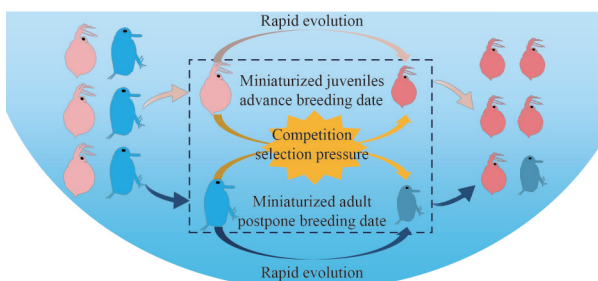 Rapid evolution
Miniaturized juveniles
advance breeding date
Competition
selection pressure
Miniaturized adult
postpone breeding date
Rapid evolution